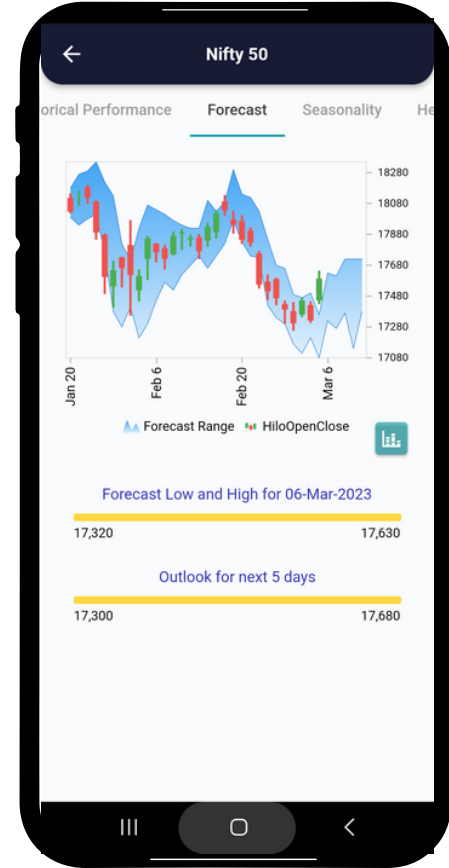 Nifty 50
orical Performance Forecast Seasonality He
18280
18080
17880
17680
17480
17280
17080
Jan 20 Feb 6 Feb 20 Mar 6
Forecast Range HiloOpenClose
Forecast Low and High for 06-Mar-2023
17,320 17,630
Outlook for next 5 days
17,300 17,680